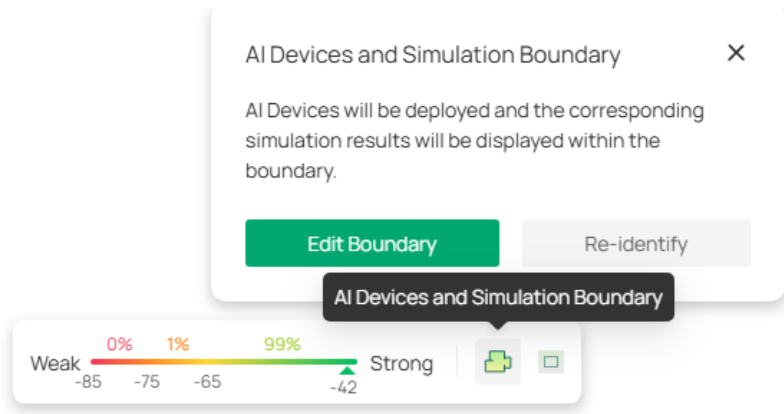 AI Devices and Simulation Boundary
AI Devices will be deployed and the corresponding
simulation results will be displayed within the
boundary.
Edit Boundary
Re-identify
AI Devices and Simulation Boundary
0% 1% 99%
Weak Strong
-85 -75 -65 -42